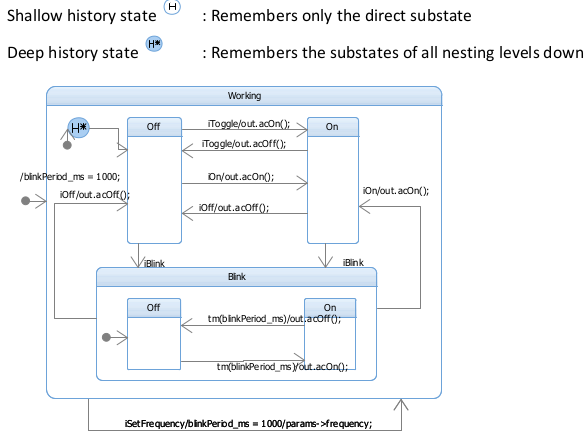 Shallow history state H : Remembers only the direct substate
Deep history state H* : Remembers the substates of all nesting levels down
Working
H*
Off
On
iToggle/out.acOn();
iToggle/out.acOff();
/blinkPeriod_ms = 1000;
iOn/out.acOn();
iOff/out.acOff();
iOn/out.acOn();
iOff/out.acOff();
iBlink
iBlink
Blink
Off
On
tm(blinkPeriod_ms)/out.acOff();
tm(blinkPeriod_ms)/out.acOn();
iSetFrequency/blinkPeriod_ms = 1000/params->frequency;